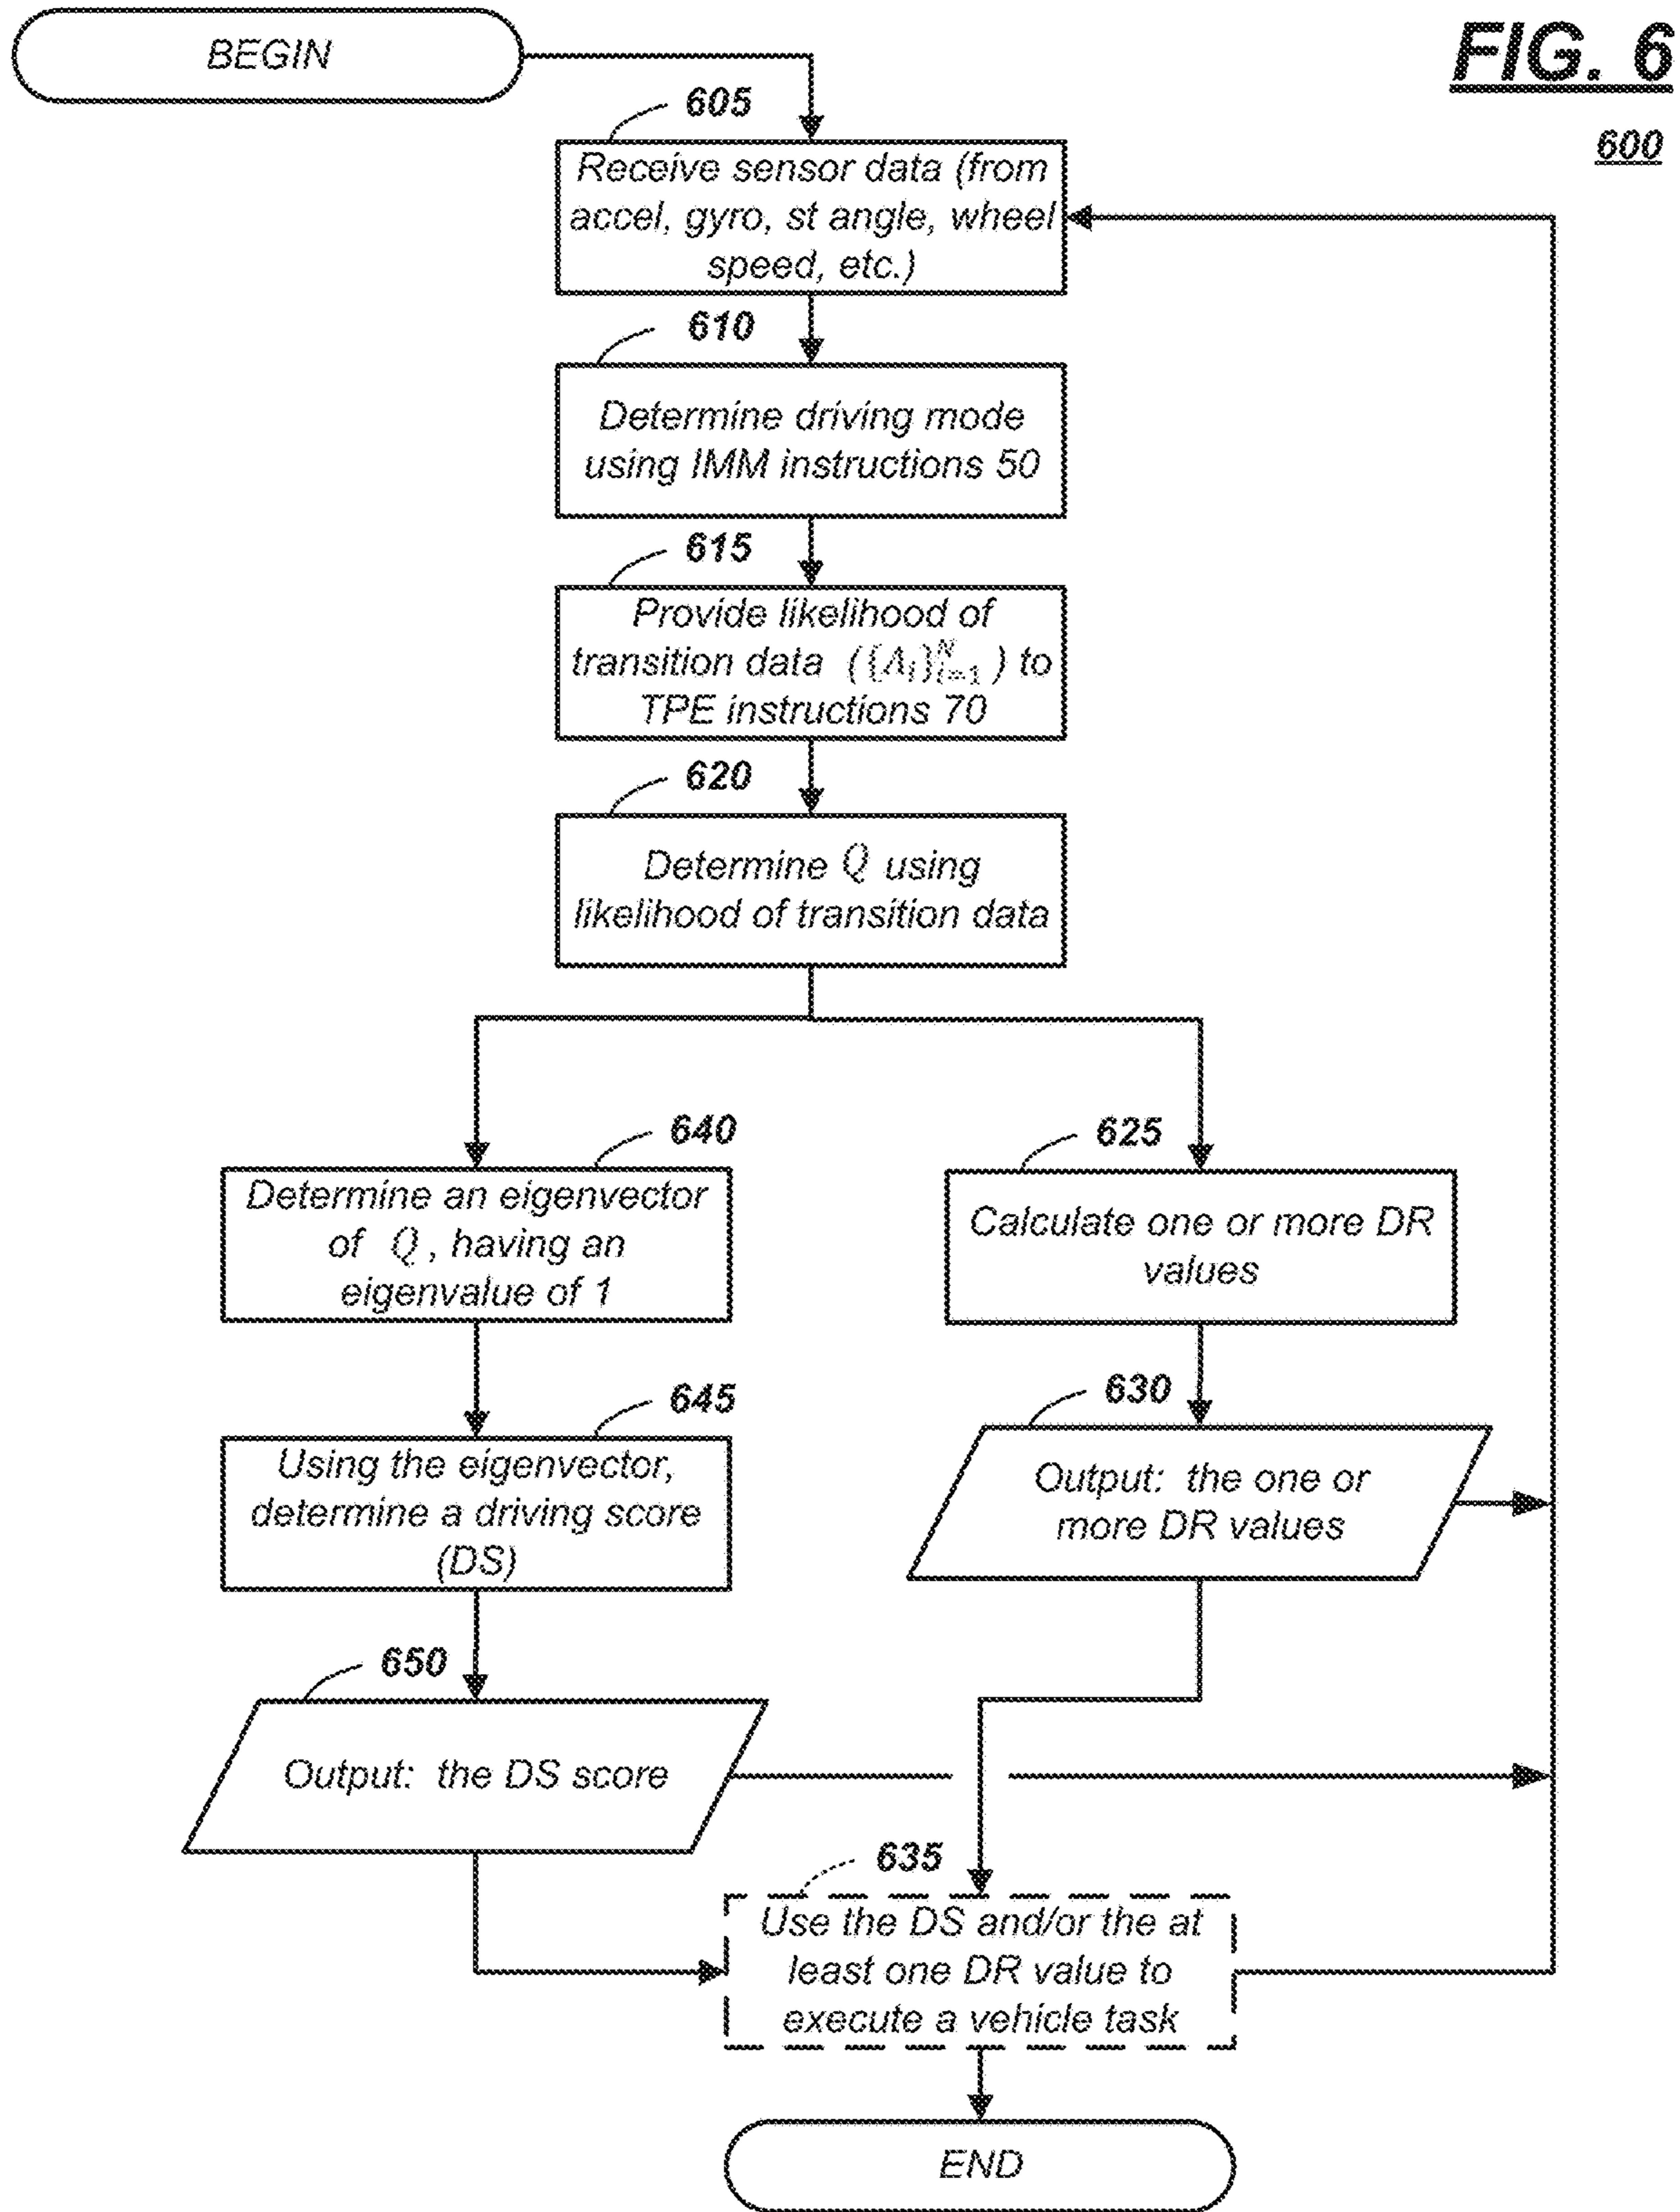 FIG. 6
600
BEGIN
605
Receive sensor data (from
accel, gyro, st angle, wheel
speed, etc.)
610
Determine driving mode
using IMM instructions 50
615
Provide likelihood of
transition data ({Λ_i}_{i=1}^N) to
TPE instructions 70
620
Determine Q using
likelihood of transition data
640
Determine an eigenvector
of Q, having an
eigenvalue of 1
625
Calculate one or more DR
values
645
Using the eigenvector,
determine a driving score
(DS)
630
Output: the one or
more DR values
650
Output: the DS score
635
Use the DS and/or the at
least one DR value to
execute a vehicle task
END